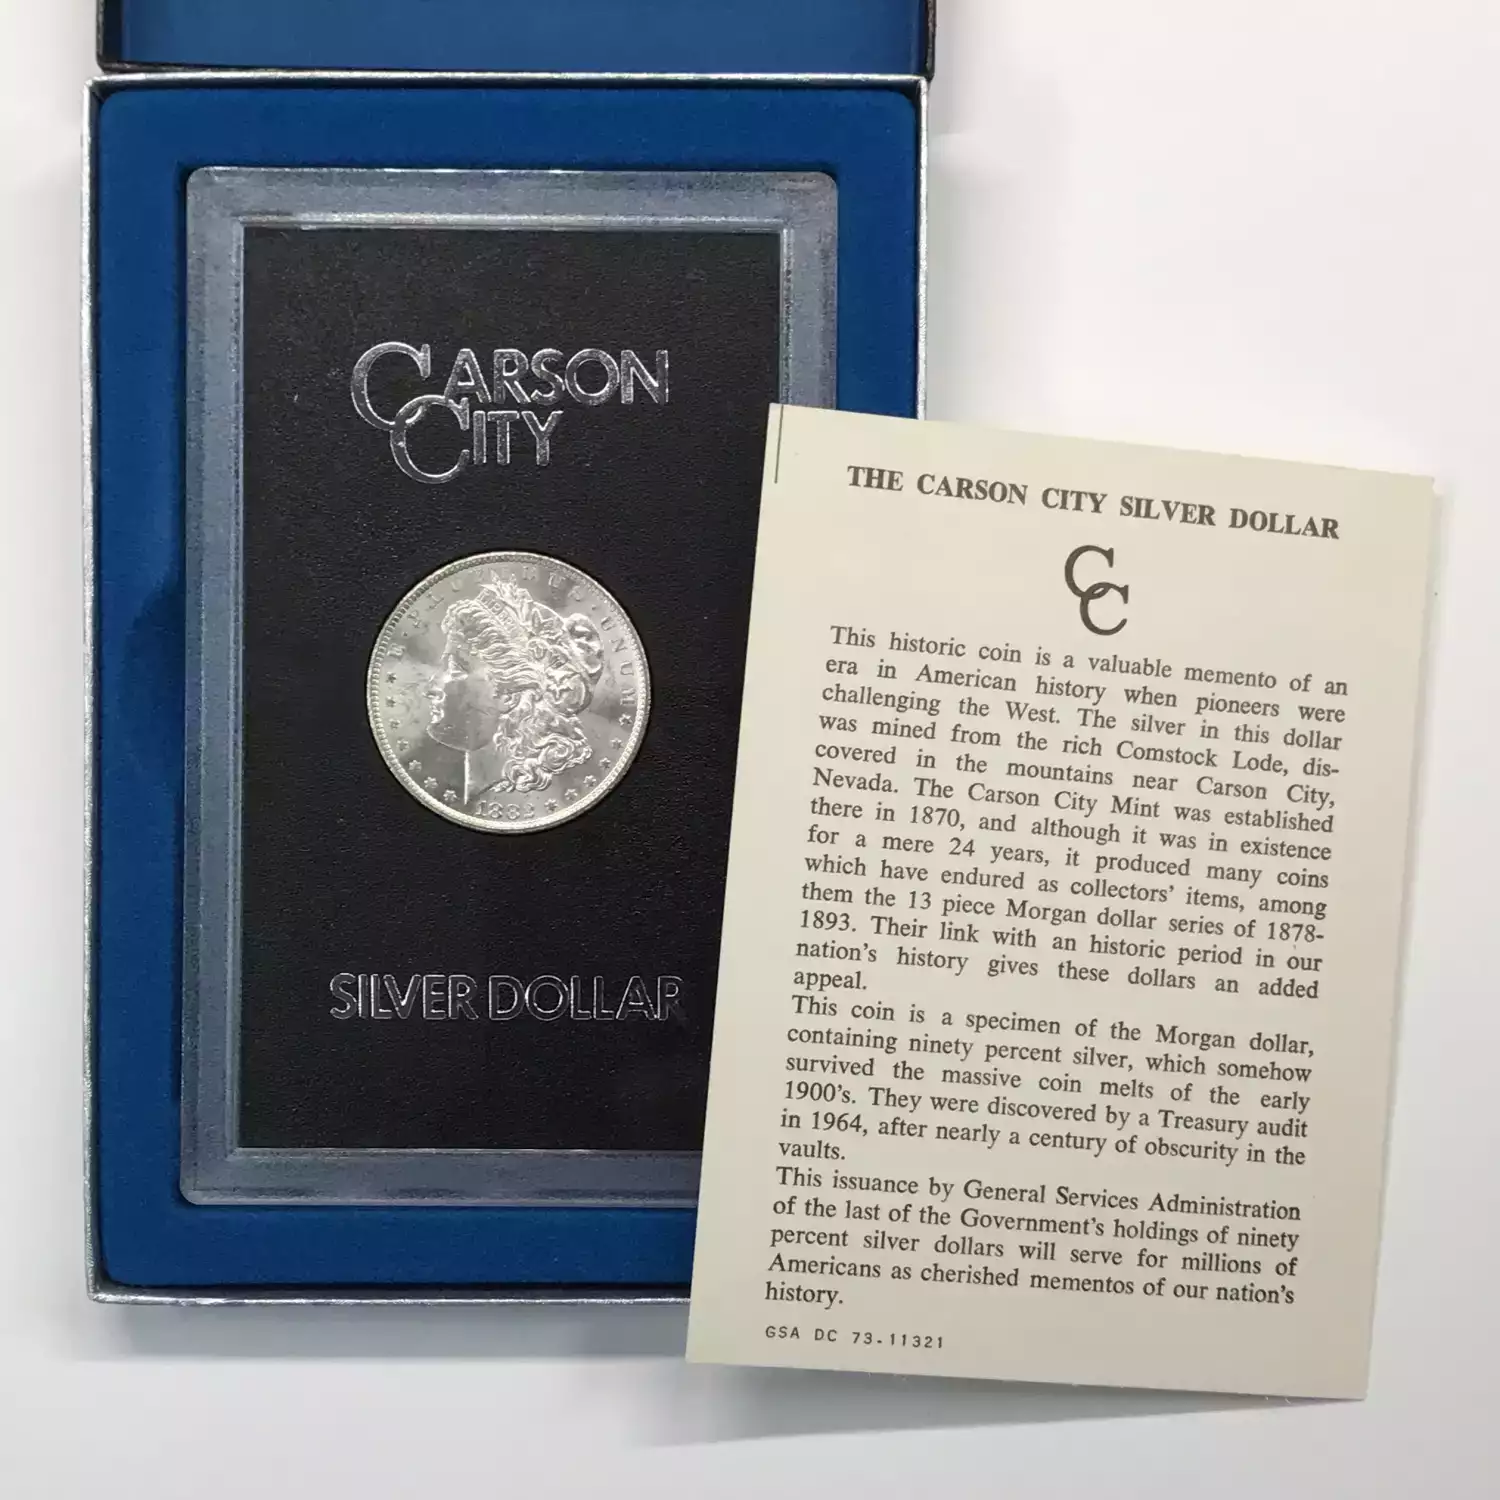 CARSON
CITY
E · PLURIBUS · UNUM
1882
SILVER DOLLAR
THE CARSON CITY SILVER DOLLAR
CC
This historic coin is a valuable memento of an
era in American history when pioneers were
challenging the West. The silver in this dollar
was mined from the rich Comstock Lode, dis-
covered in the mountains near Carson City,
Nevada. The Carson City Mint was established
there in 1870, and although it was in existence
for a mere 24 years, it produced many coins
which have endured as collectors' items, among
them the 13 piece Morgan dollar series of 1878-
1893. Their link with an historic period in our
nation's history gives these dollars an added
appeal.
This coin is a specimen of the Morgan dollar,
containing ninety percent silver, which somehow
survived the massive coin melts of the early
1900's. They were discovered by a Treasury audit
in 1964, after nearly a century of obscurity in the
vaults.
This issuance by General Services Administration
of the last of the Government's holdings of ninety
percent silver dollars will serve for millions of
Americans as cherished mementos of our nation's
history.
GSA DC 73-11321